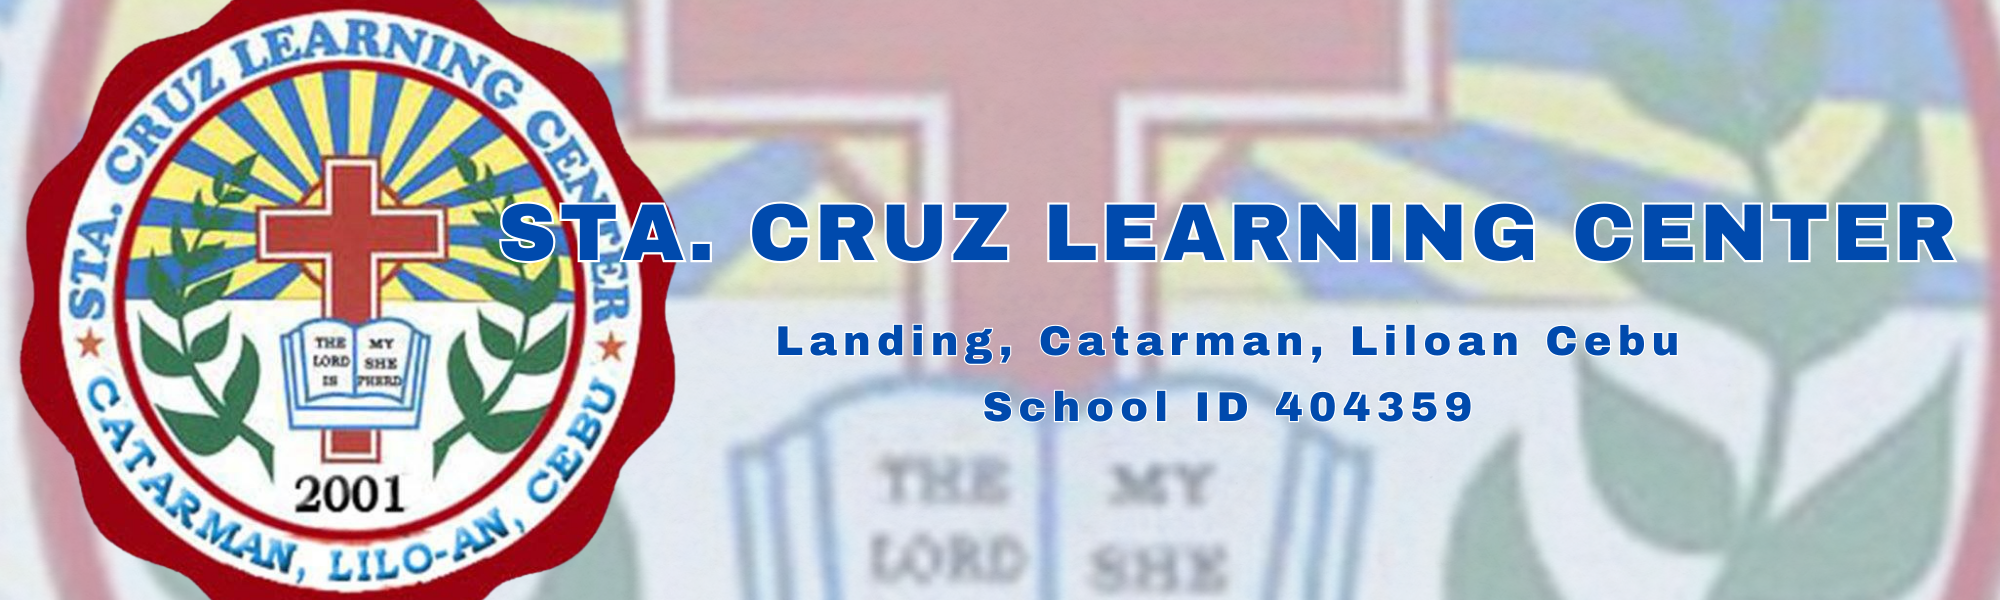 STA. CRUZ LEARNING CENTER
THE
LORD
IS
MY
SHE
PHERD
2001
CATARMAN, LILO-AN, CEBU
STA. CRUZ LEARNING CENTER
Landing, Catarman, Liloan Cebu
School ID 404359
THE
LORD
MY
SHE